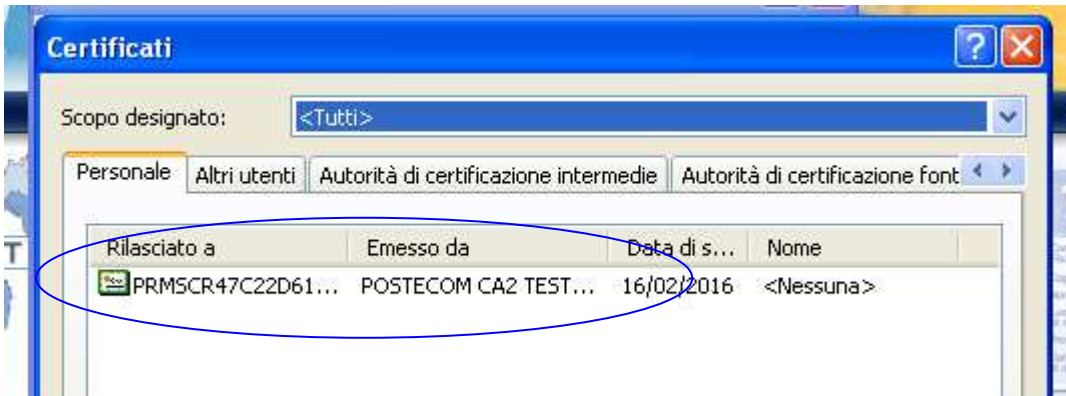 Certificati
Scopo designato: <Tutti>
Personale Altri utenti Autorità di certificazione intermedie Autorità di certificazione font
Rilasciato a Emesso da Data di s... Nome
PRMSCR47C22D61... POSTECOM CA2 TEST... 16/02/2016 <Nessuna>